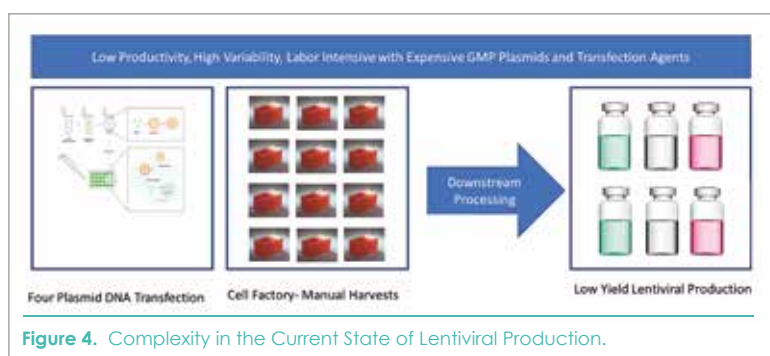 Low Productivity, High Variability, Labor Intensive with Expensive GMP Plasmids and Transfection Agents
Downstream
Processing
Four Plasmid DNA Transfection
Cell Factory- Manual Harvests
Low Yield Lentiviral Production
Figure 4. Complexity in the Current State of Lentiviral Production.